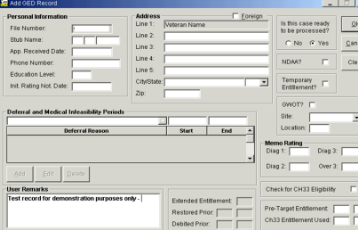 Add OED Record
Personal Information
File Number:
Stub Name:
App. Received Date:
Phone Number:
Education Level:
Init. Rating Not. Date:
Address
Foreign
Line 1: Veteran Name
Line 2:
Line 3:
Line 4:
Line 5:
City/State:
Zip:
Is this case ready
to be processed?
No Yes
NDAA?
Temporary
Entitlement?
GWOT?
Site:
Location:
Deferral and Medical Infeasibility Periods
Deferral Reason Start End
Add Edit Delete
Memo Rating
Diag 1: Diag 3:
Diag 2: Over 3:
User Remarks
Test record for demonstration purposes only -
Extended Entitlement:
Restored Prior:
Debited Prior:
Check for CH33 Eligibility
Pre-Target Entitlement:
Ch33 Entitlement Used: